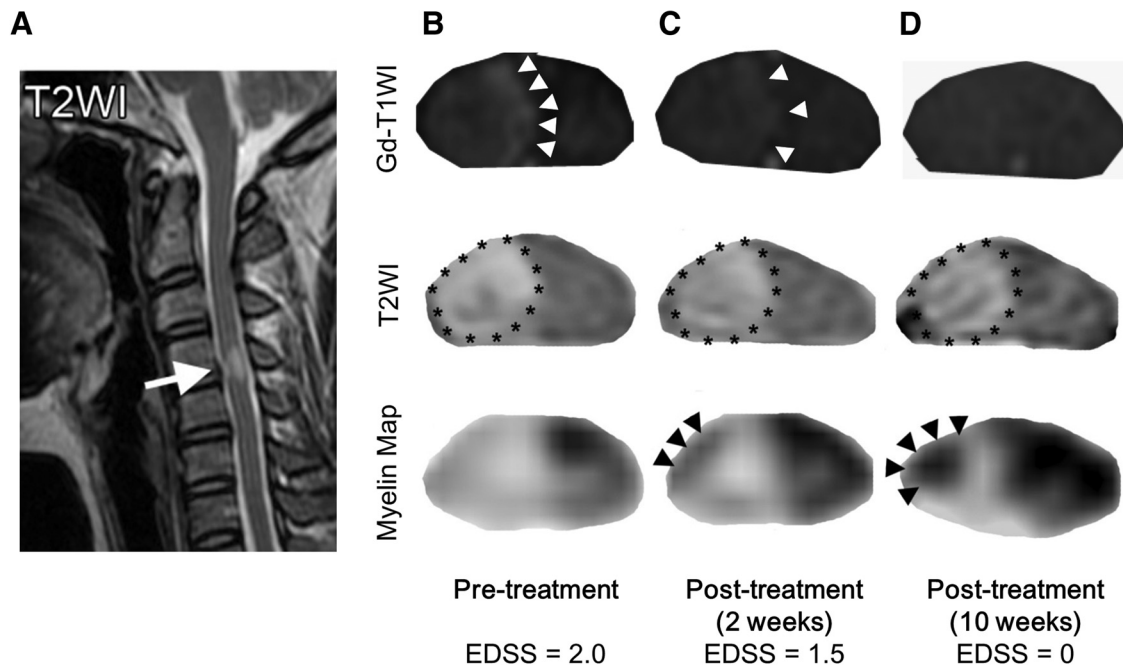 A
B
C
D
T2WI
Gd-T1WI
T2WI
Myelin Map
Pre-treatment
Post-treatment
(2 weeks)
Post-treatment
(10 weeks)
EDSS = 2.0
EDSS = 1.5
EDSS = 0